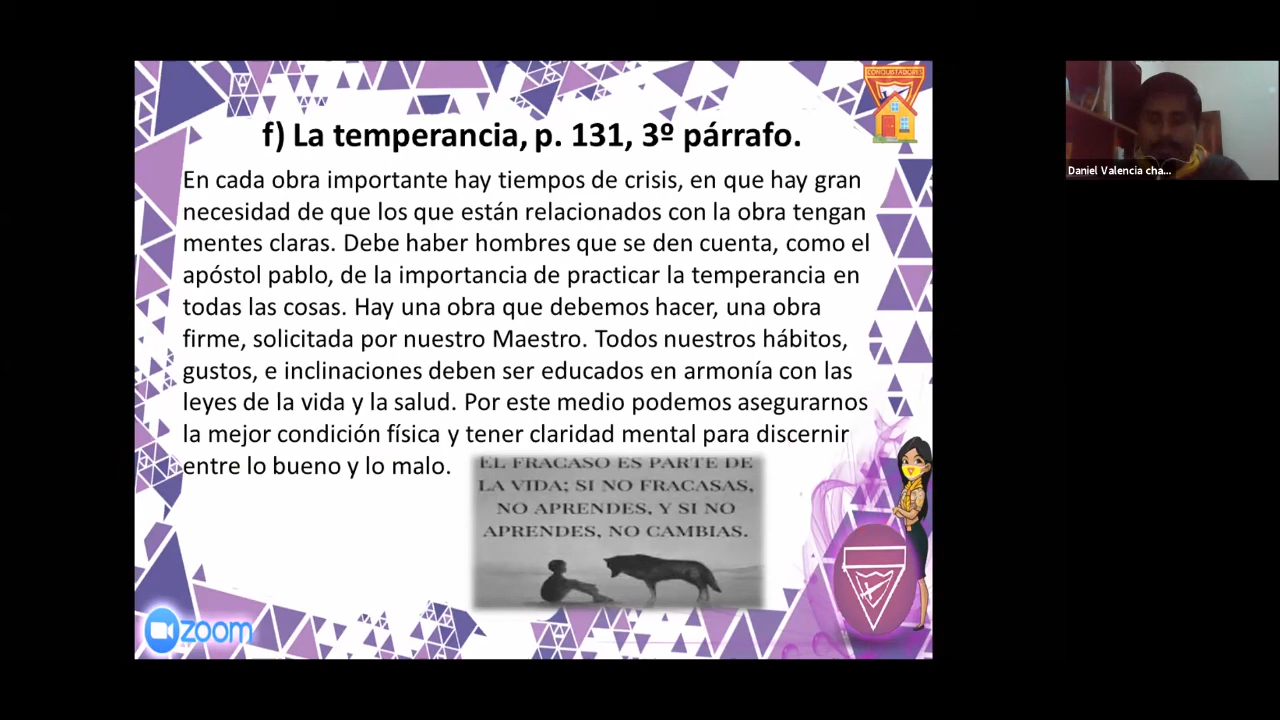 CONQUISTADORES
f) La temperancia, p. 131, 3º párrafo.
En cada obra importante hay tiempos de crisis, en que hay gran
necesidad de que los que están relacionados con la obra tengan
mentes claras. Debe haber hombres que se den cuenta, como el
apóstol pablo, de la importancia de practicar la temperancia en
todas las cosas. Hay una obra que debemos hacer, una obra
firme, solicitada por nuestro Maestro. Todos nuestros hábitos,
gustos, e inclinaciones deben ser educados en armonía con las
leyes de la vida y la salud. Por este medio podemos asegurarnos
la mejor condición física y tener claridad mental para discernir
entre lo bueno y lo malo.
EL FRACASO ES PARTE DE
LA VIDA; SI NO FRACASAS,
NO APRENDES, Y SI NO
APRENDES, NO CAMBIAS.
zoom
Daniel Valencia cha...